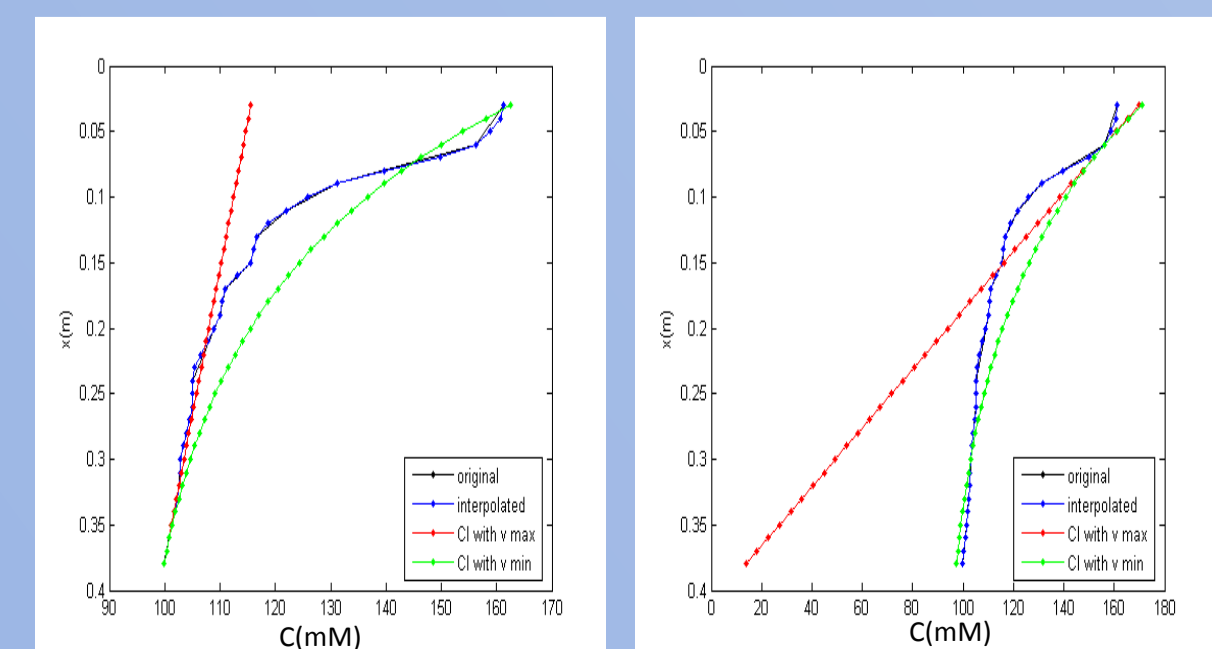 0
0.05
0.1
0.15
0.2
0.25
0.3
0.35
0.4
x(m)
90 100 110 120 130 140 150 160 170
C(mM)
original
interpolated
Cl with v max
Cl with v min
0
0.05
0.1
0.15
0.2
0.25
0.3
0.35
0.4
x(m)
0 20 40 60 80 100 120 140 160 180
C(mM)
original
interpolated
Cl with v max
Cl with v min